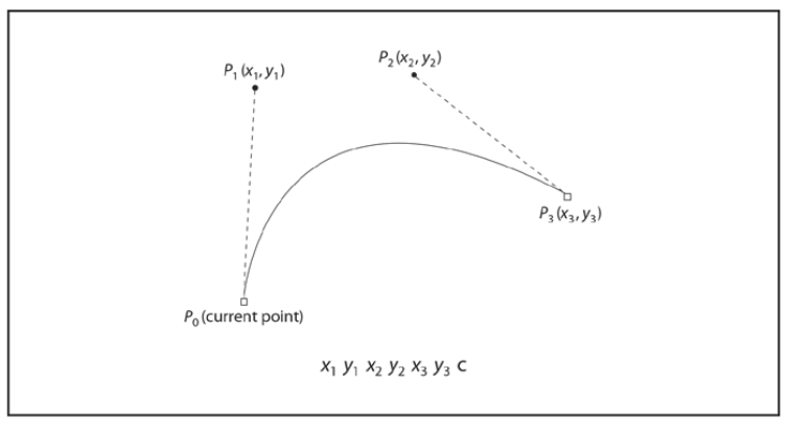 P₁ (x₁, y₁)
P₂ (x₂, y₂)
P₃ (x₃, y₃)
P₀ (current point)
x₁ y₁ x₂ y₂ x₃ y₃ c